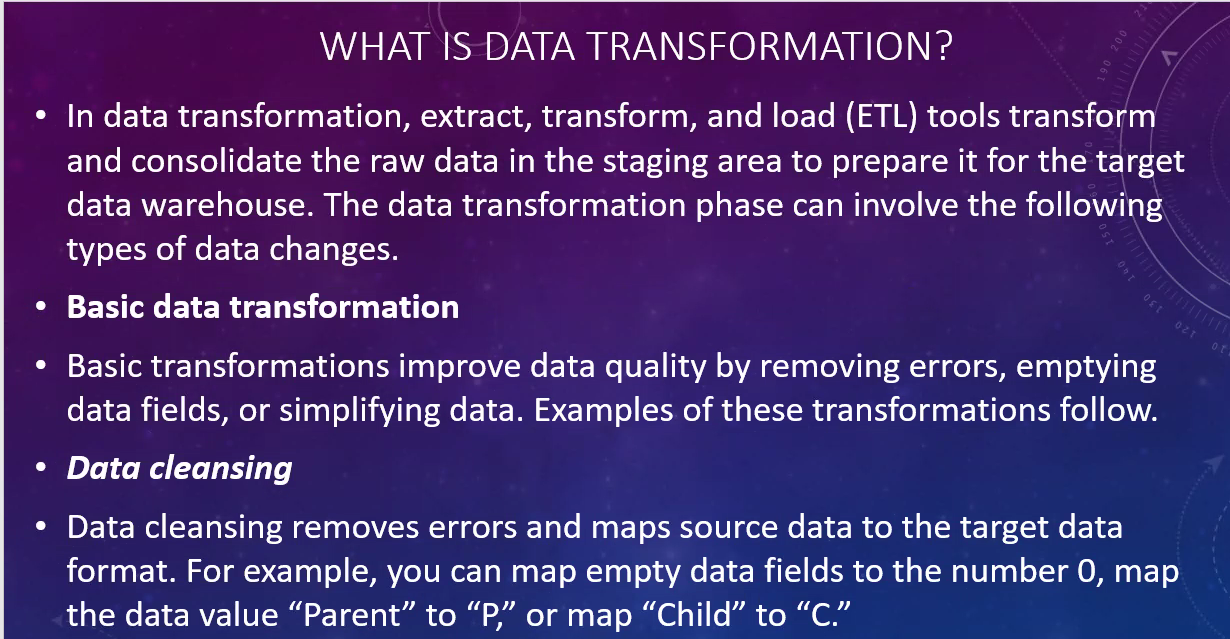 WHAT IS DATA TRANSFORMATION?
• In data transformation, extract, transform, and load (ETL) tools transform
and consolidate the raw data in the staging area to prepare it for the target
data warehouse. The data transformation phase can involve the following
types of data changes.
• Basic data transformation
• Basic transformations improve data quality by removing errors, emptying
data fields, or simplifying data. Examples of these transformations follow.
• Data cleansing
• Data cleansing removes errors and maps source data to the target data
format. For example, you can map empty data fields to the number 0, map
the data value “Parent” to “P,” or map “Child” to “C.”